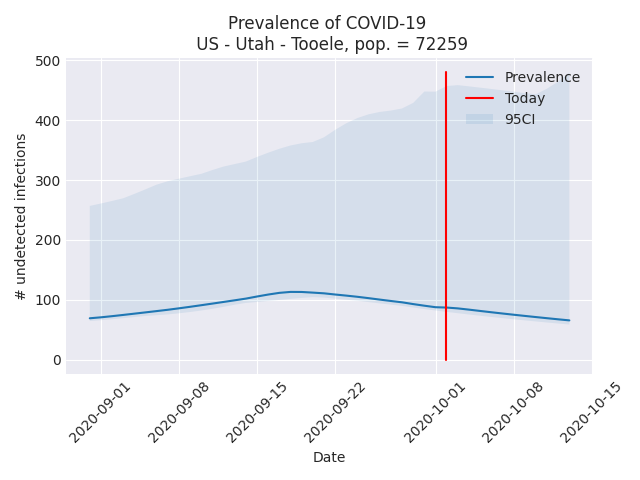 Prevalence of COVID-19
US - Utah - Tooele, pop. = 72259
500
400
300
200
100
0
# undetected infections
Prevalence
Today
95CI
2020-09-01
2020-09-08
2020-09-15
2020-09-22
2020-10-01
2020-10-08
2020-10-15
Date